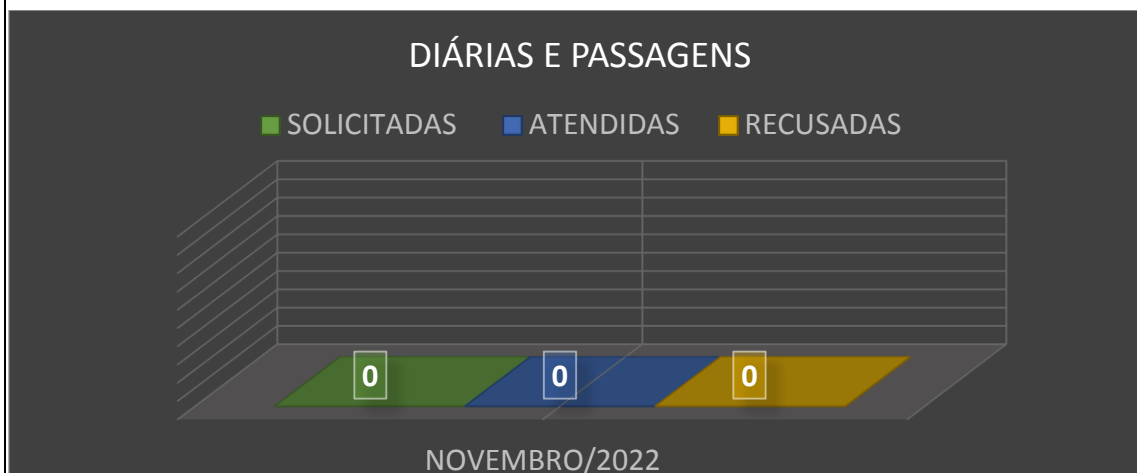 DIÁRIAS E PASSAGENS
SOLICITADAS ATENDIDAS RECUSADAS
0 0 0
NOVEMBRO/2022